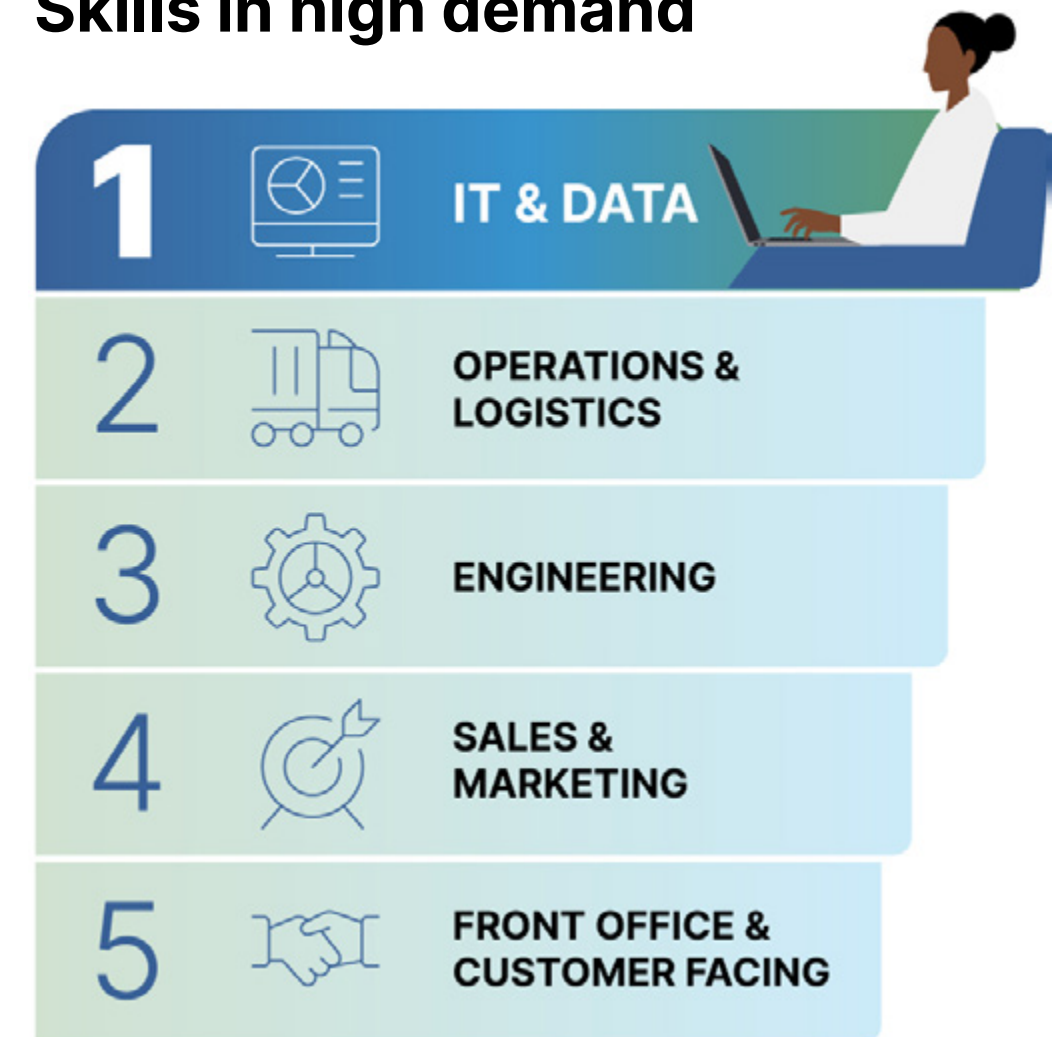 Skills in high demand
1
IT & DATA
2
OPERATIONS &
LOGISTICS
3
ENGINEERING
4
SALES &
MARKETING
5
FRONT OFFICE &
CUSTOMER FACING